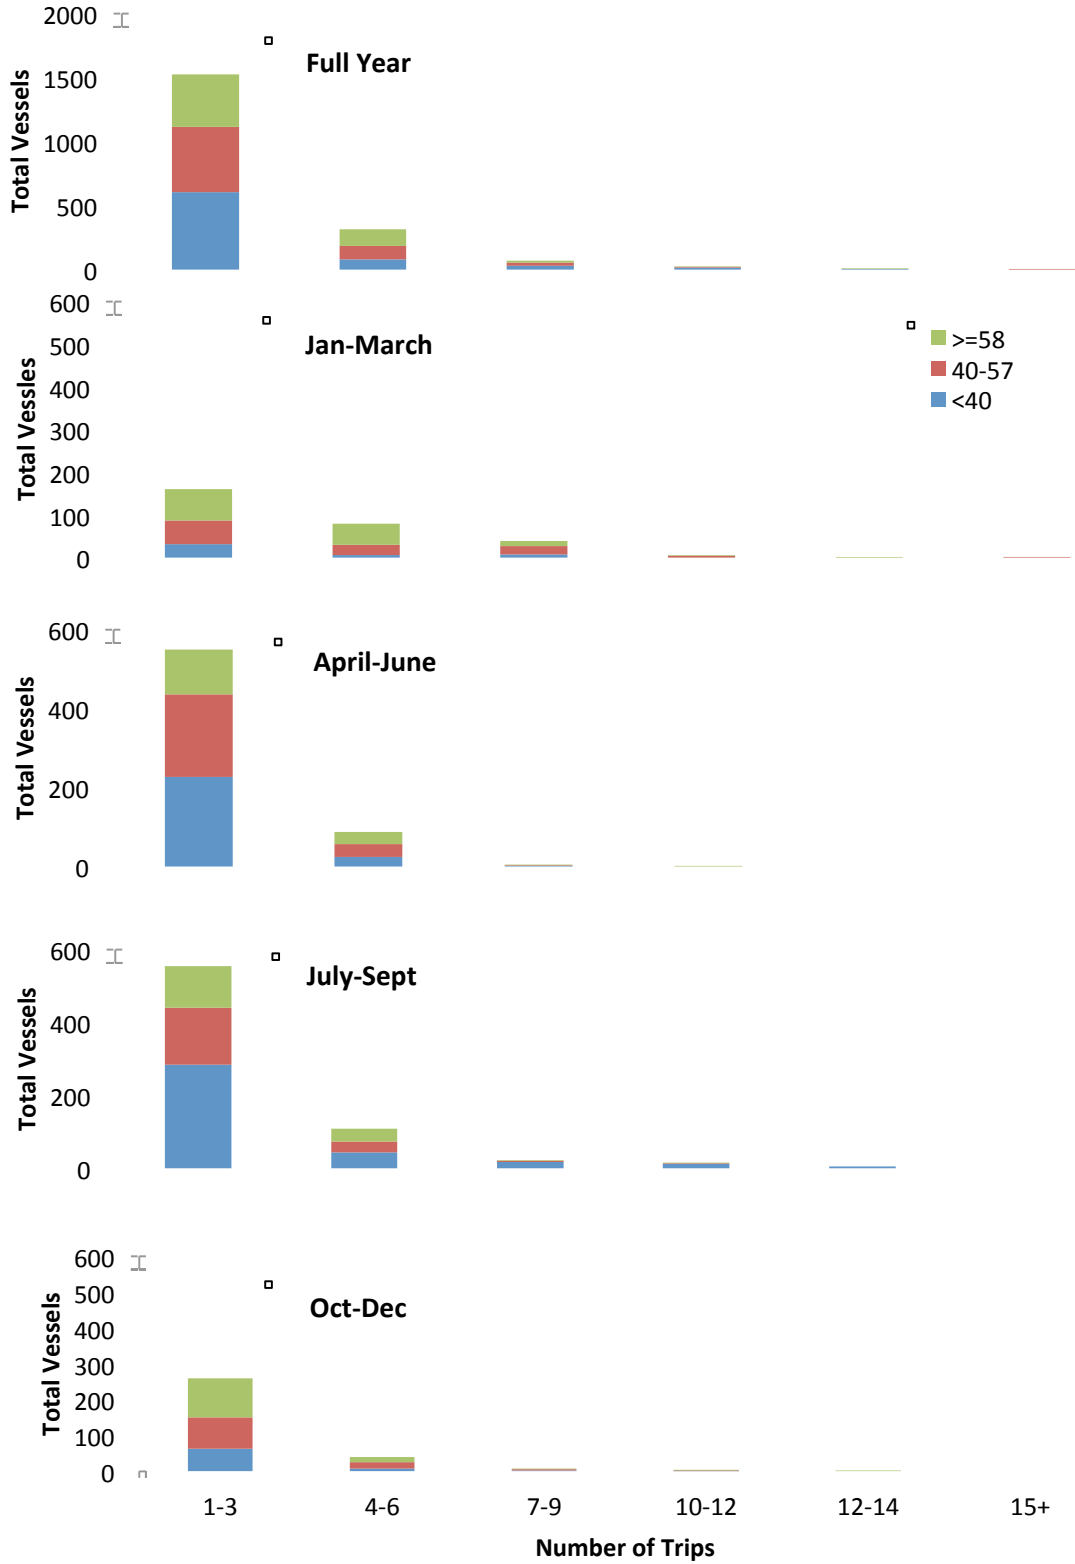 2000
1500
1000
500
0
Total Vessels
Full Year
600
500
400
300
200
100
0
Total Vessles
Jan-March
>=58
40-57
<40
600
400
200
0
Total Vessels
April-June
600
400
200
0
Total Vessels
July-Sept
600
500
400
300
200
100
0
Total Vessels
Oct-Dec
1-3 4-6 7-9 10-12 12-14 15+
Number of Trips